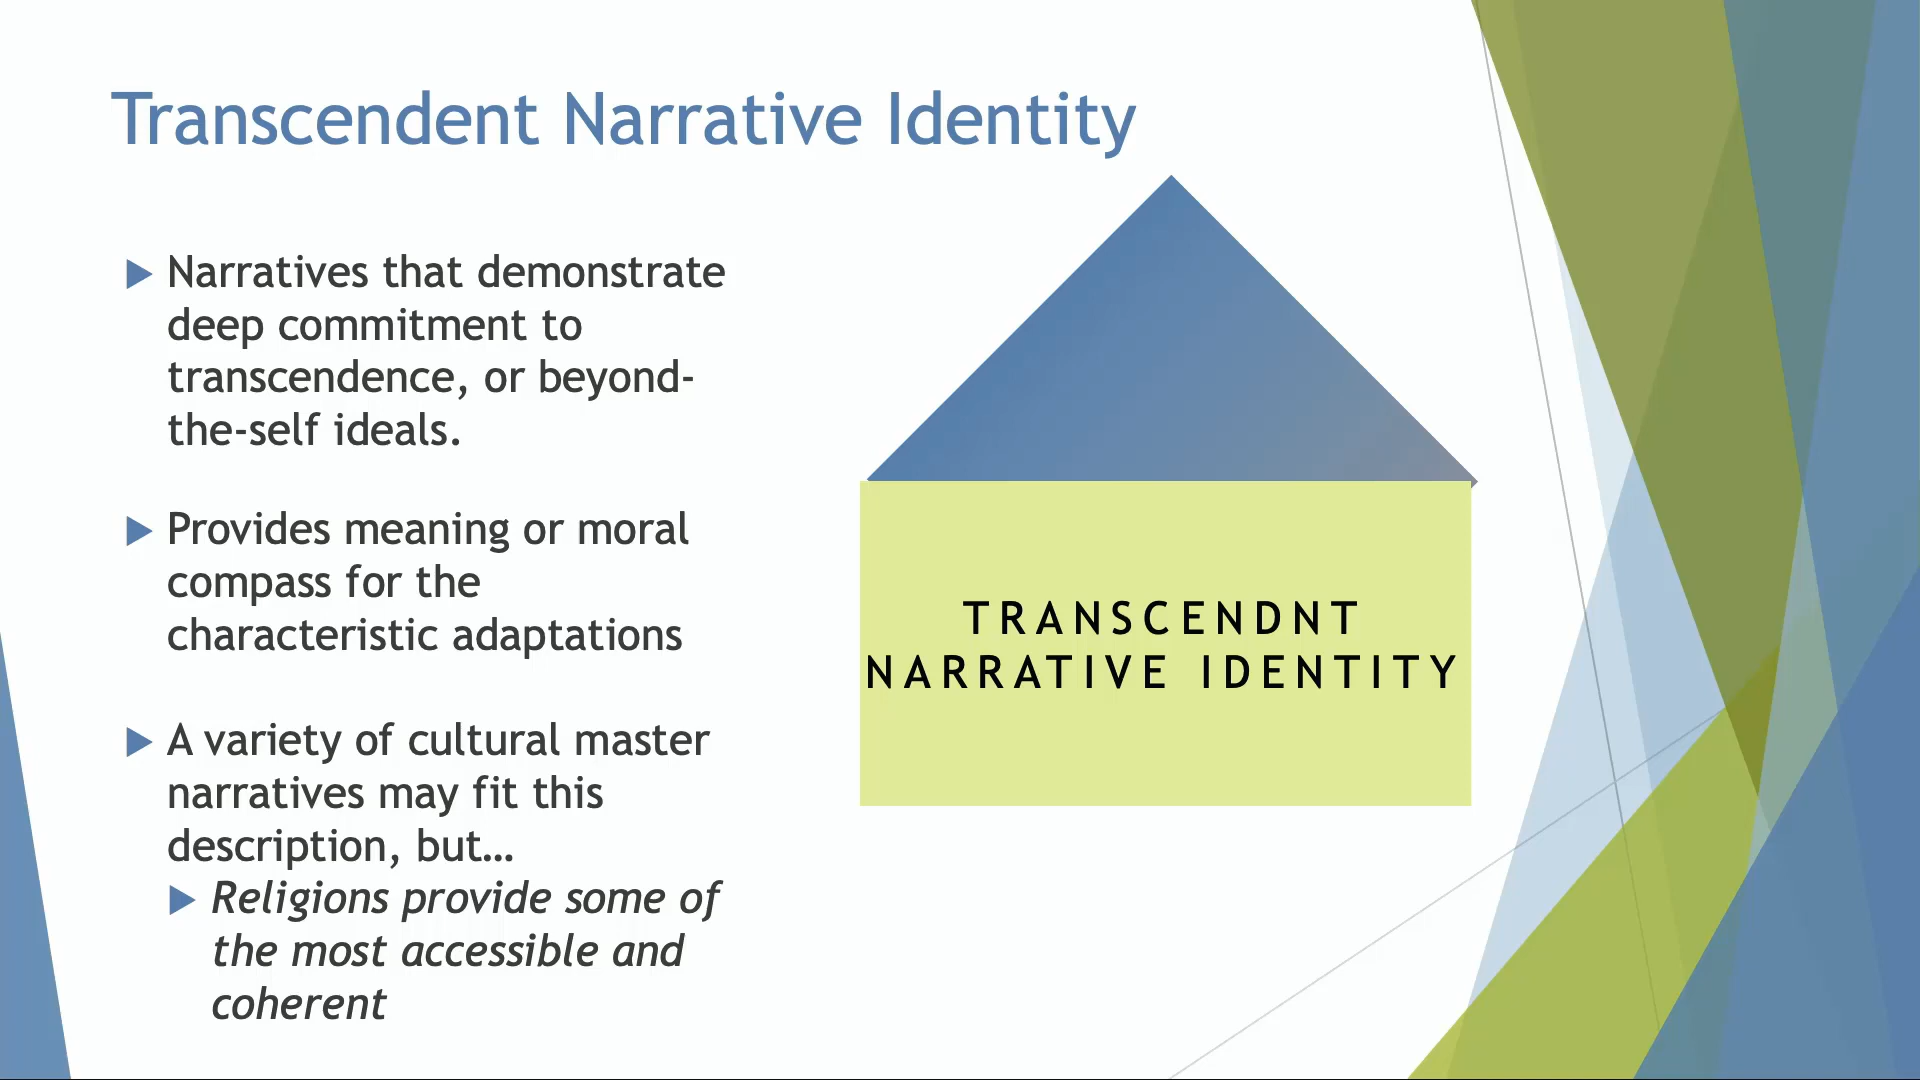 Transcendent Narrative Identity
Narratives that demonstrate
deep commitment to
transcendence, or beyond-
the-self ideals.
Provides meaning or moral
compass for the
characteristic adaptations
A variety of cultural master
narratives may fit this
description, but…
Religions provide some of
the most accessible and
coherent
TRANSCENDNT
NARRATIVE IDENTITY